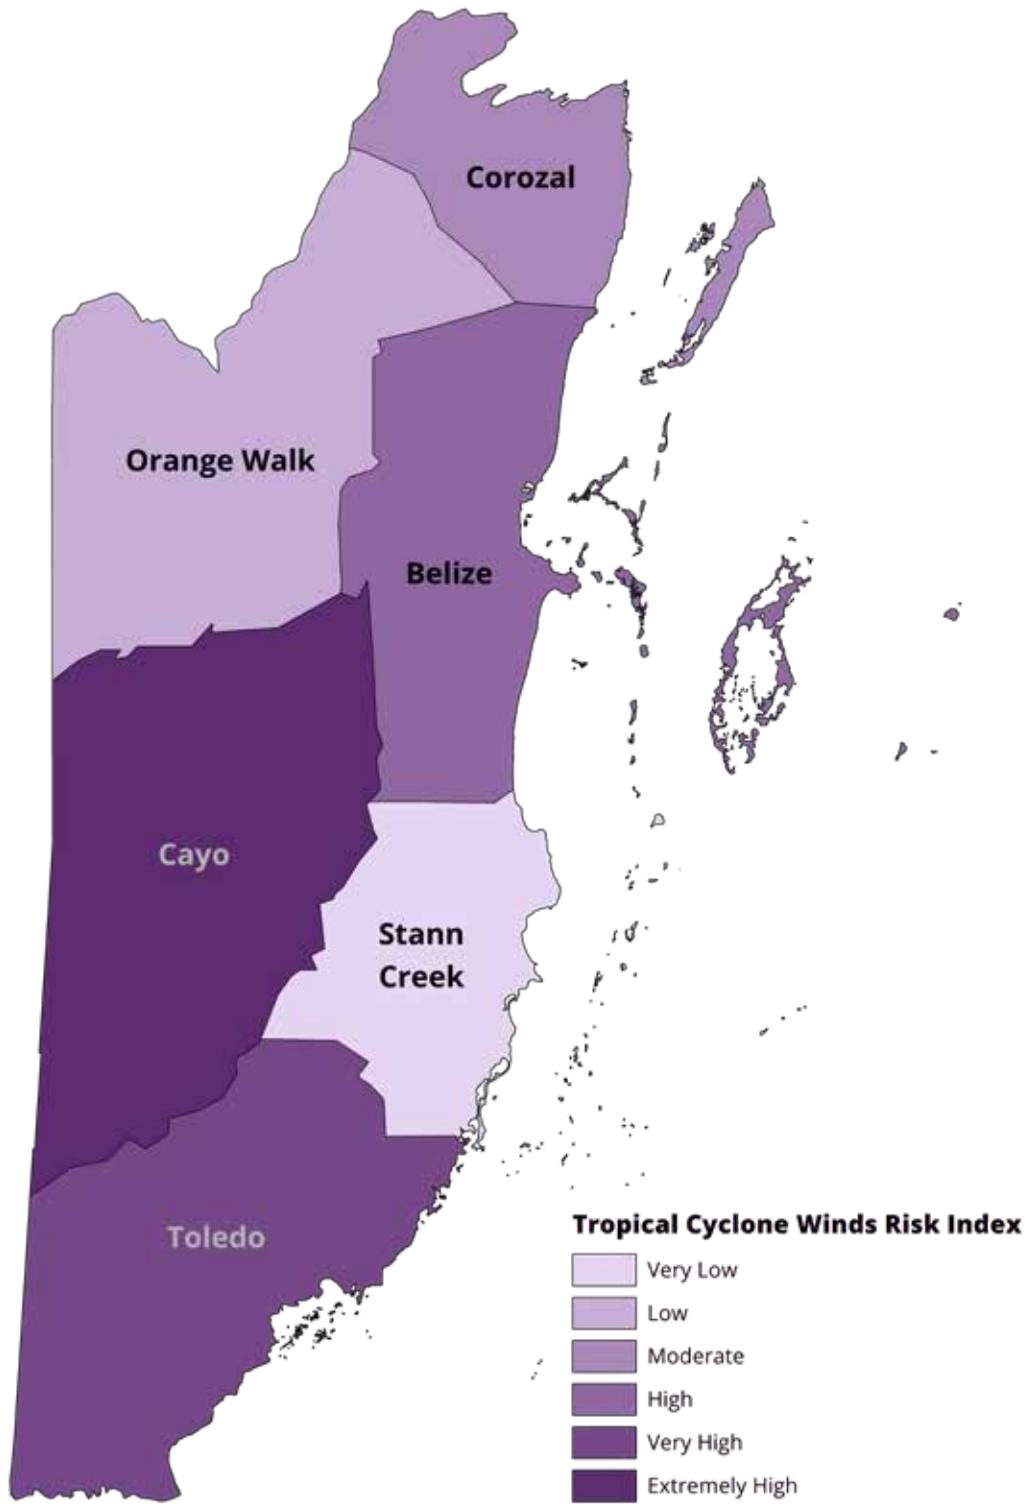 Corozal
Orange Walk
Belize
Cayo
Stann
Creek
Toledo
Tropical Cyclone Winds Risk Index
Very Low
Low
Moderate
High
Very High
Extremely High